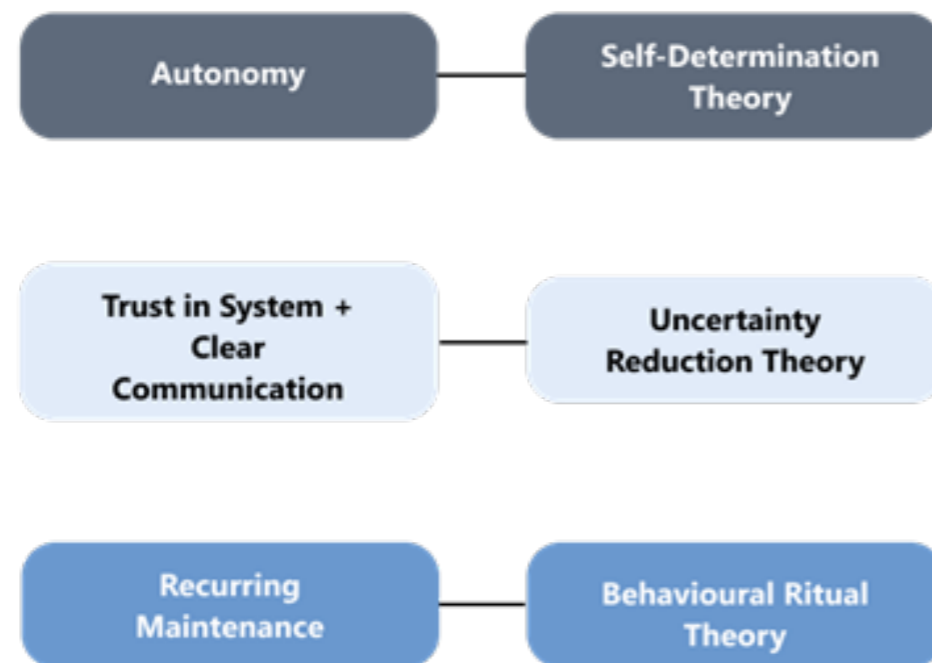 Autonomy
Self-Determination
Theory
Trust in System +
Clear
Communication
Uncertainty
Reduction Theory
Recurring
Maintenance
Behavioural Ritual
Theory